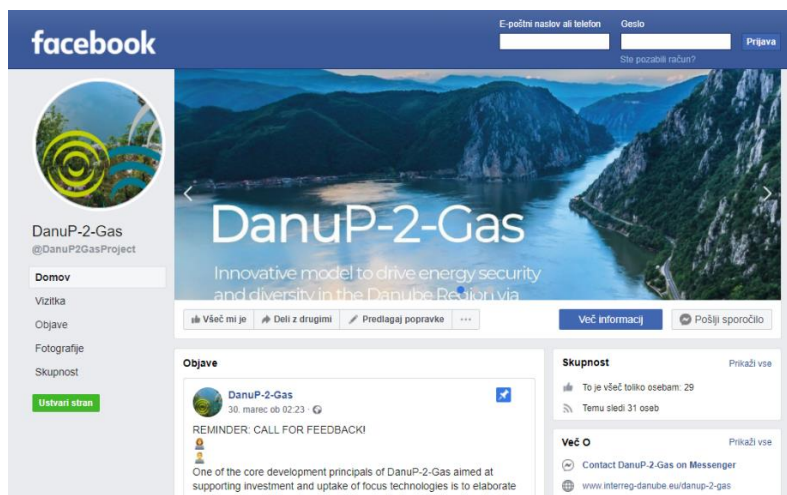 facebook
E-poštni naslov ali telefon
Geslo
Prijava
Ste pozabili račun?
DanuP-2-Gas
@DanuP2GasProject
Domov
Vizitka
Objave
Fotografije
Skupnost
Ustvari stran
DanuP-2-Gas
Innovative model to drive energy security
and diversity in the Danube Region via
Všeč mi je
Deli z drugimi
Predlagaj popravke
Več informacij
Pošlji sporočilo
Objave
DanuP-2-Gas
30. marec ob 02:23
REMINDER: CALL FOR FEEDBACK!
One of the core development principals of DanuP-2-Gas aimed at
supporting investment and uptake of focus technologies is to elaborate
Skupnost
Prikaži vse
To je všeč toliko osebam: 29
Temu sledi 31 oseb
Več O
Prikaži vse
Contact DanuP-2-Gas on Messenger
www.interreg-danube.eu/danup-2-gas